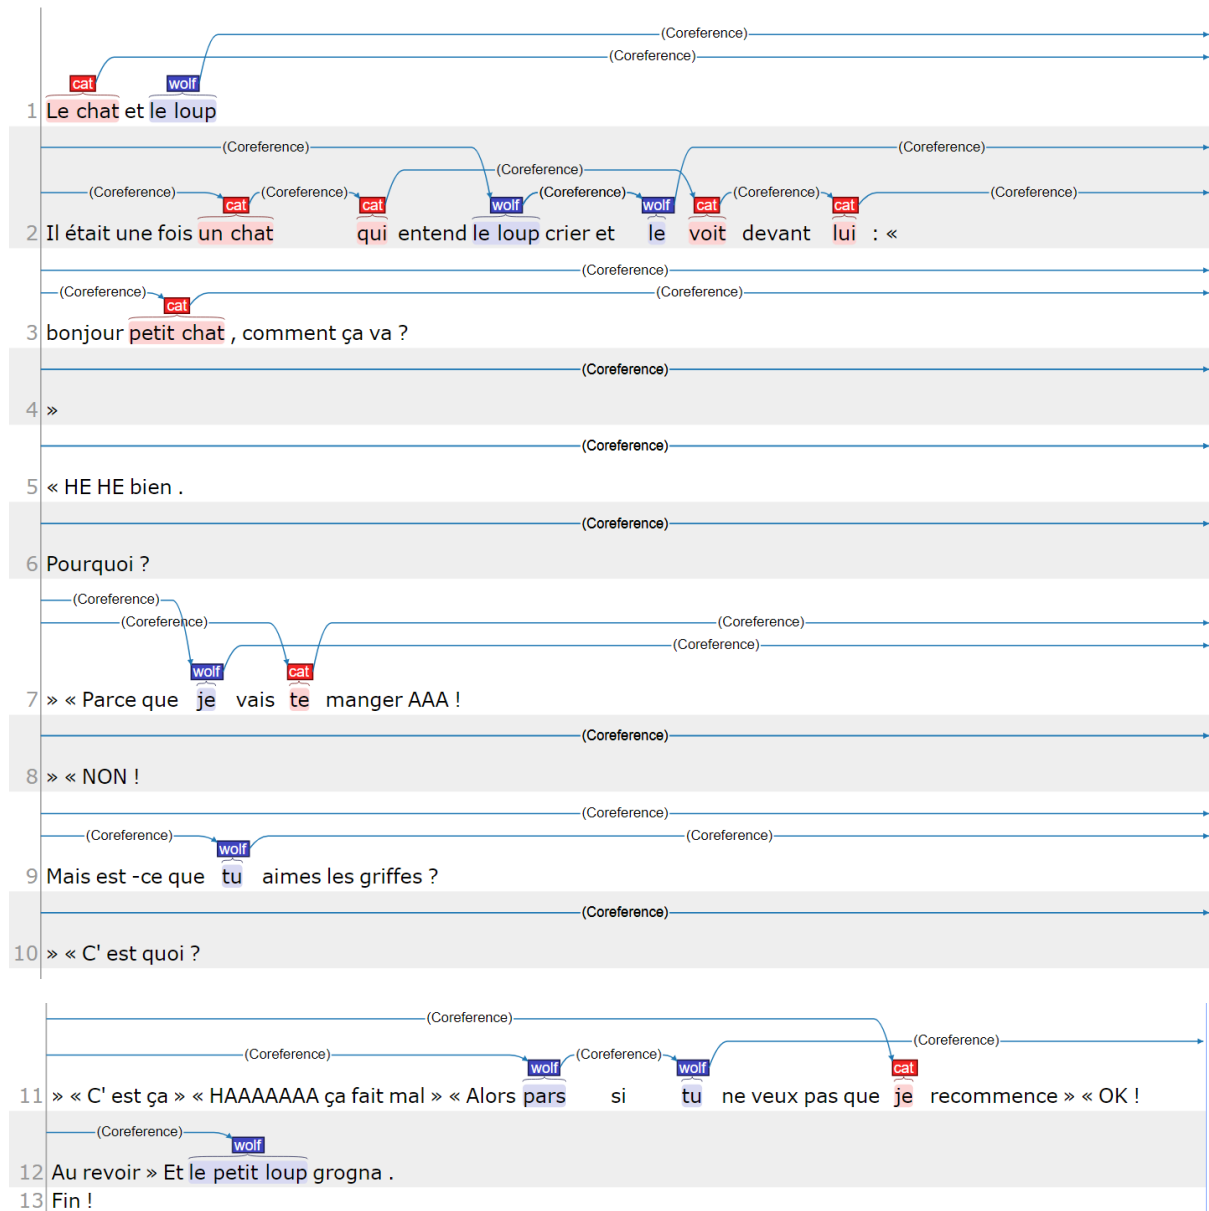 (Coreference)
(Coreference)
cat wolf
1 Le chat et le loup
(Coreference) (Coreference)
(Coreference)
(Coreference) (Coreference) (Coreference) (Coreference) (Coreference)
cat cat wolf wolf cat cat
2 Il était une fois un chat qui entend le loup crier et le voit devant lui : «
(Coreference)
(Coreference) (Coreference)
cat
3 bonjour petit chat , comment ça va ?
(Coreference)
4 »
(Coreference)
5 « HE HE bien .
(Coreference)
6 Pourquoi ?
(Coreference)
(Coreference) (Coreference)
(Coreference)
wolf cat
7 » « Parce que je vais te manger AAA !
(Coreference)
8 » « NON !
(Coreference)
(Coreference) (Coreference)
wolf
9 Mais est -ce que tu aimes les griffes ?
(Coreference)
10 » « C' est quoi ?
(Coreference)
(Coreference)
(Coreference) (Coreference)
wolf wolf cat
11 » « C' est ça » « HAAAAAAA ça fait mal » « Alors pars si tu ne veux pas que je recommence » « OK !
(Coreference)
wolf
12 Au revoir » Et le petit loup grogna .
13 Fin !